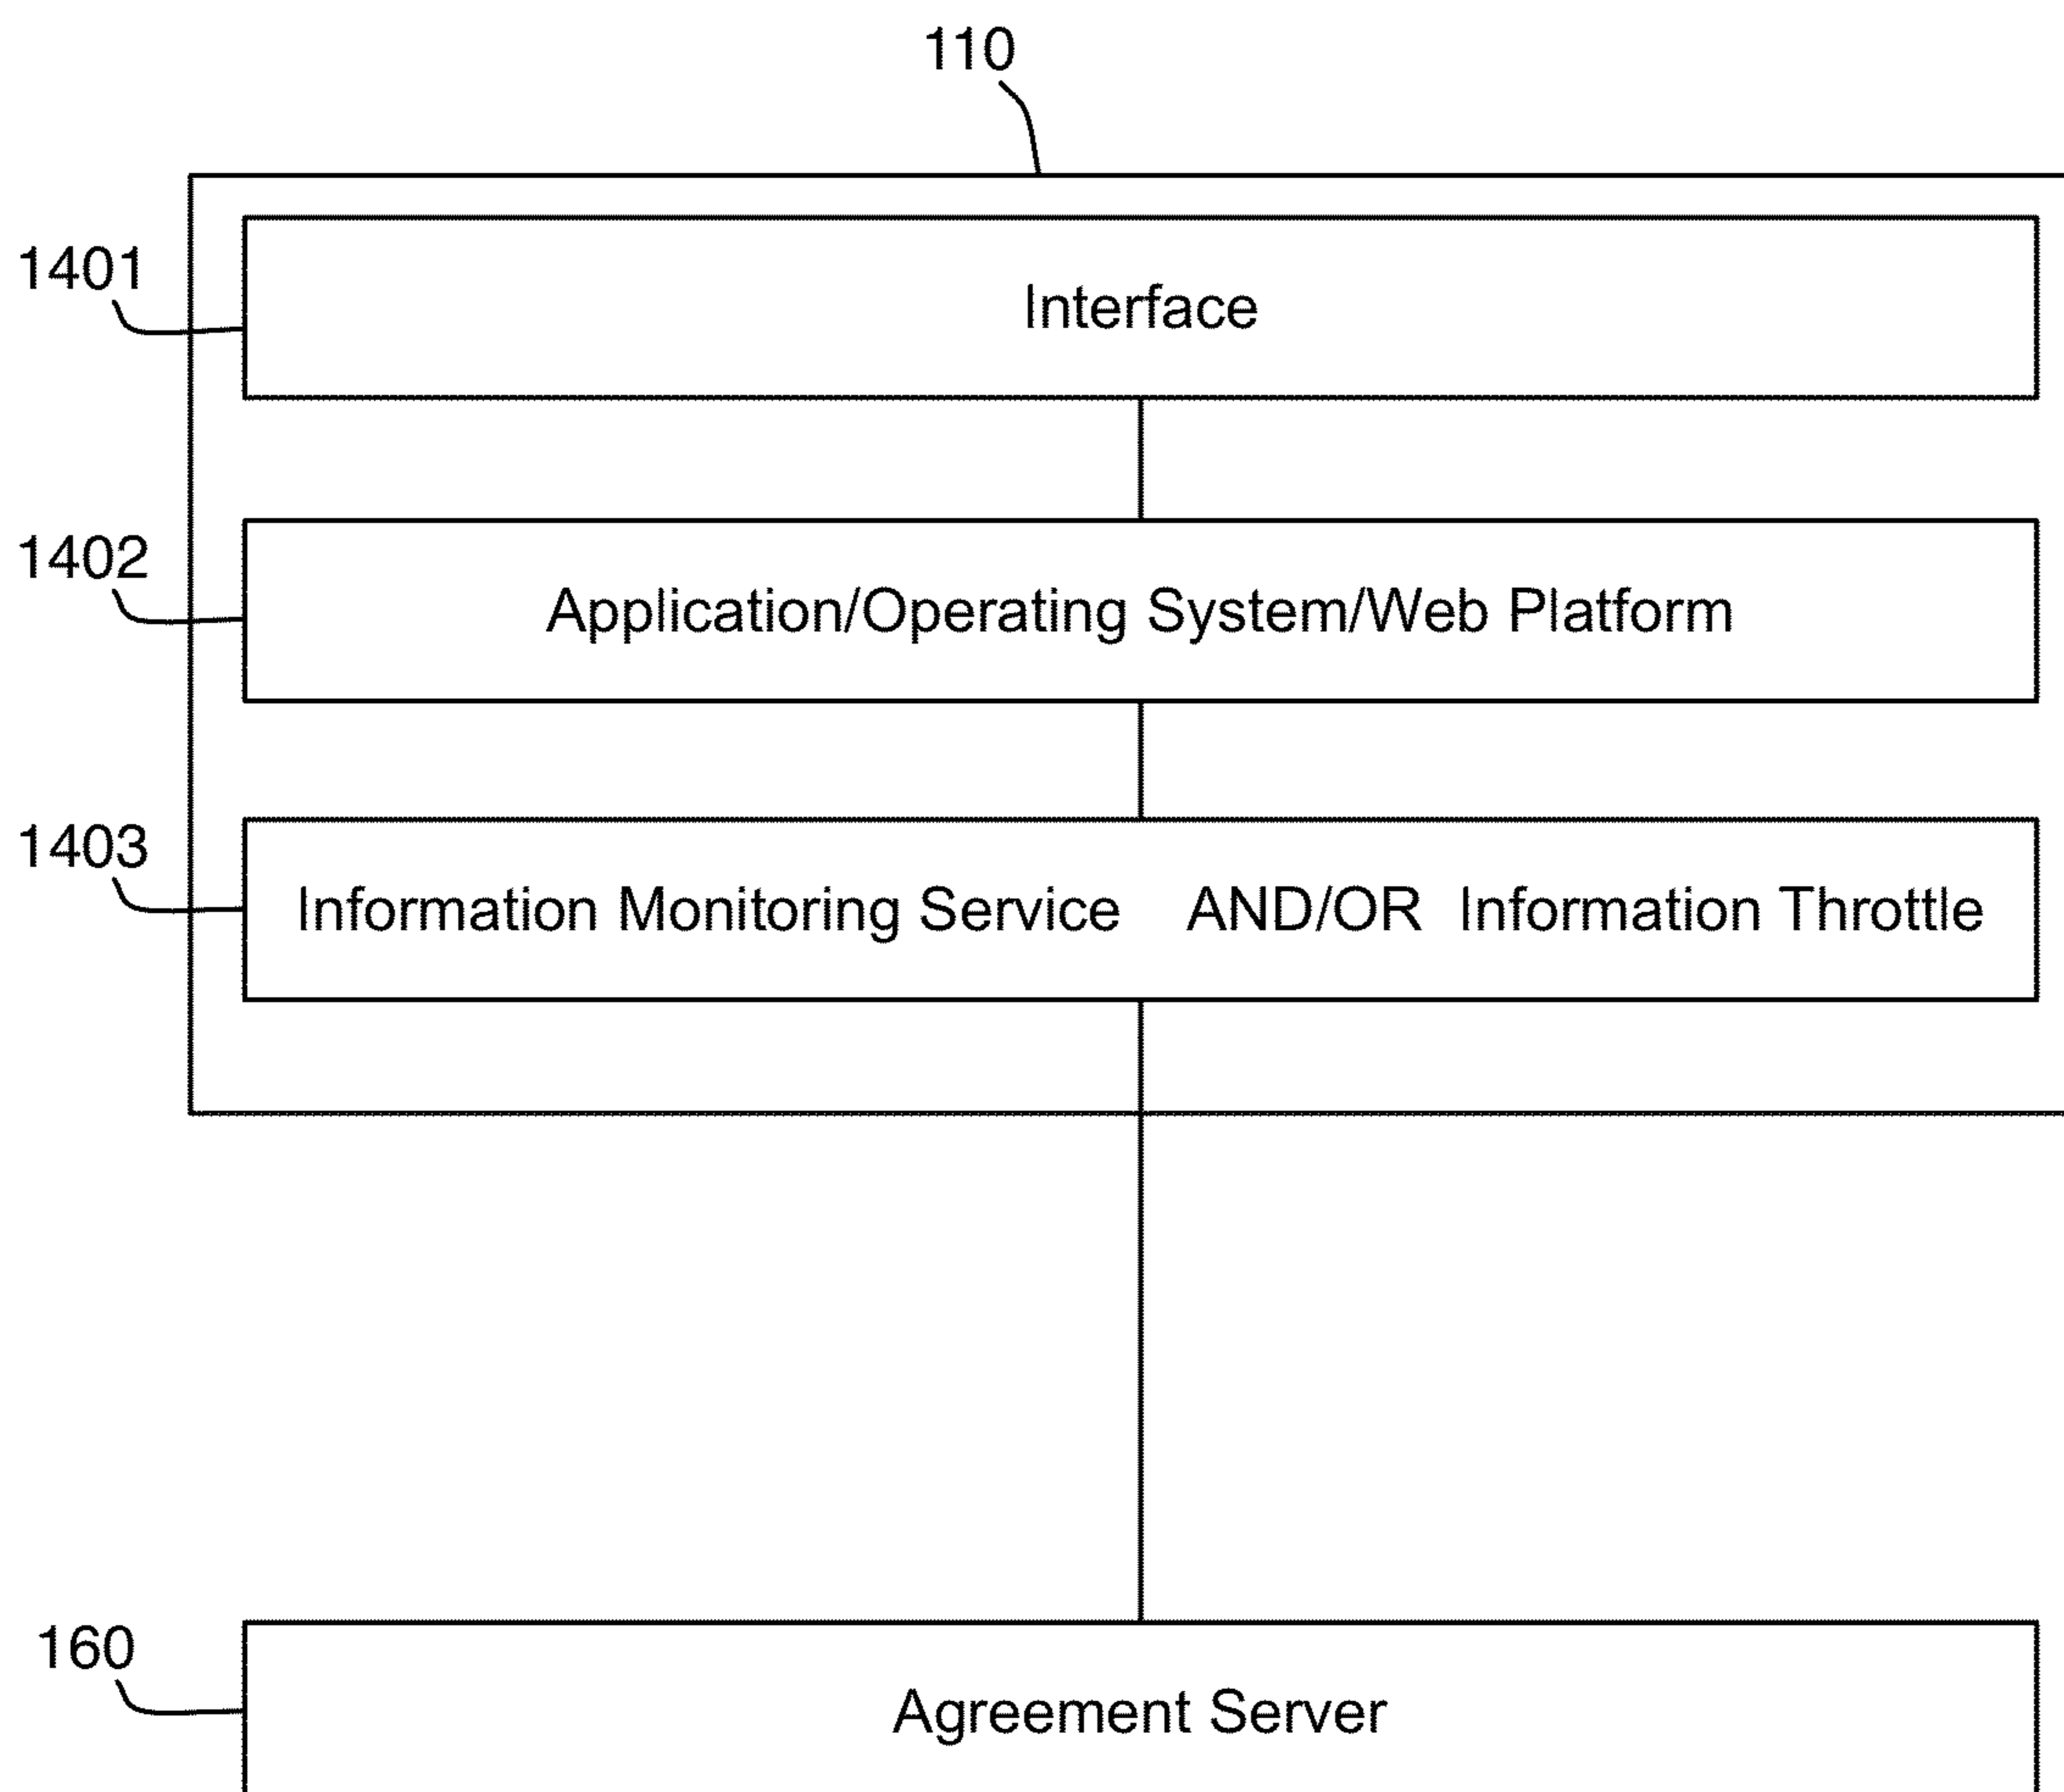 110
1401
Interface
1402
Application/Operating System/Web Platform
1403
Information Monitoring Service AND/OR Information Throttle
160
Agreement Server